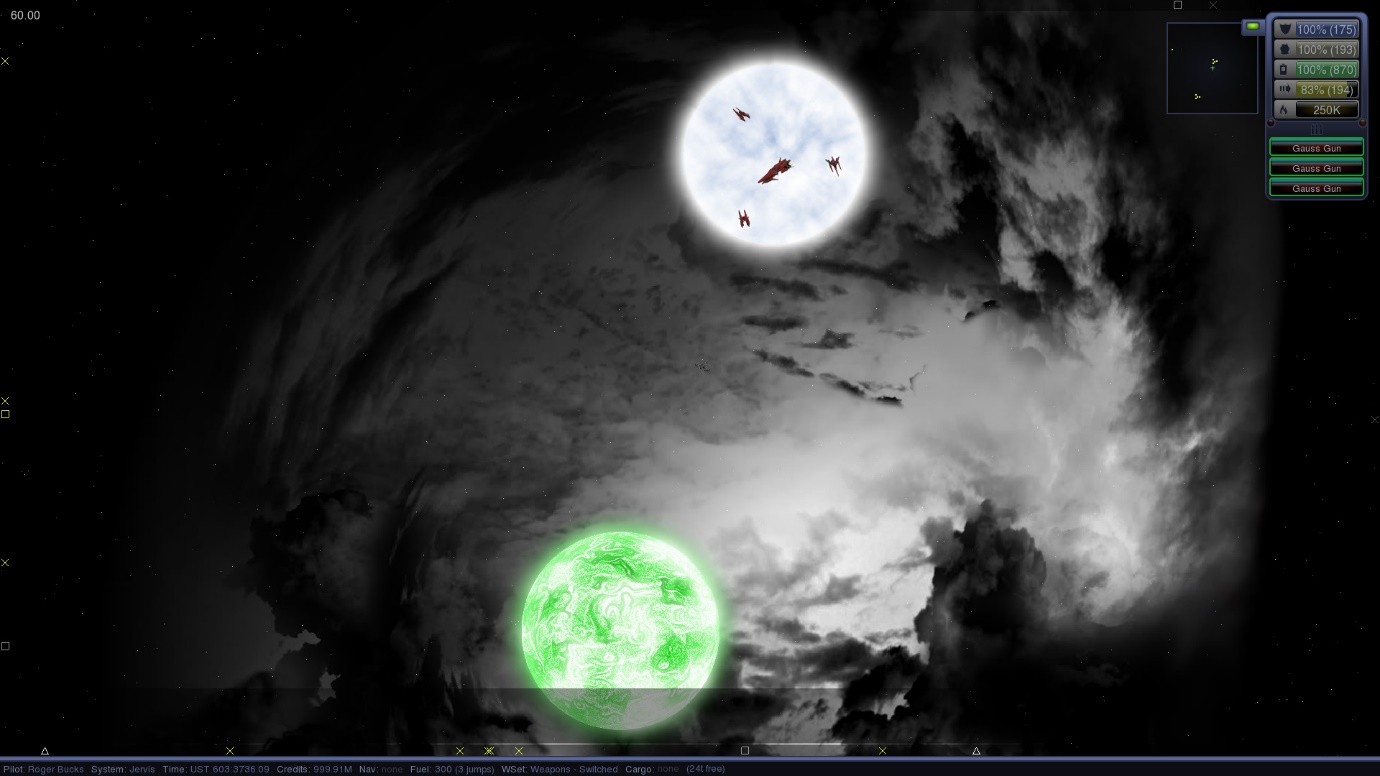 60.00
100% (175)
100% (193)
100% (870)
83% (194)
250K
Gauss Gun
Gauss Gun
Gauss Gun
Pilot: Roger Bucks System: Jervis Time: UST 603:3736.09 Credits: 999.91M Nav: none Fuel: 300 (3 jumps) WSet: Weapons - Switched Cargo: none (24t free)